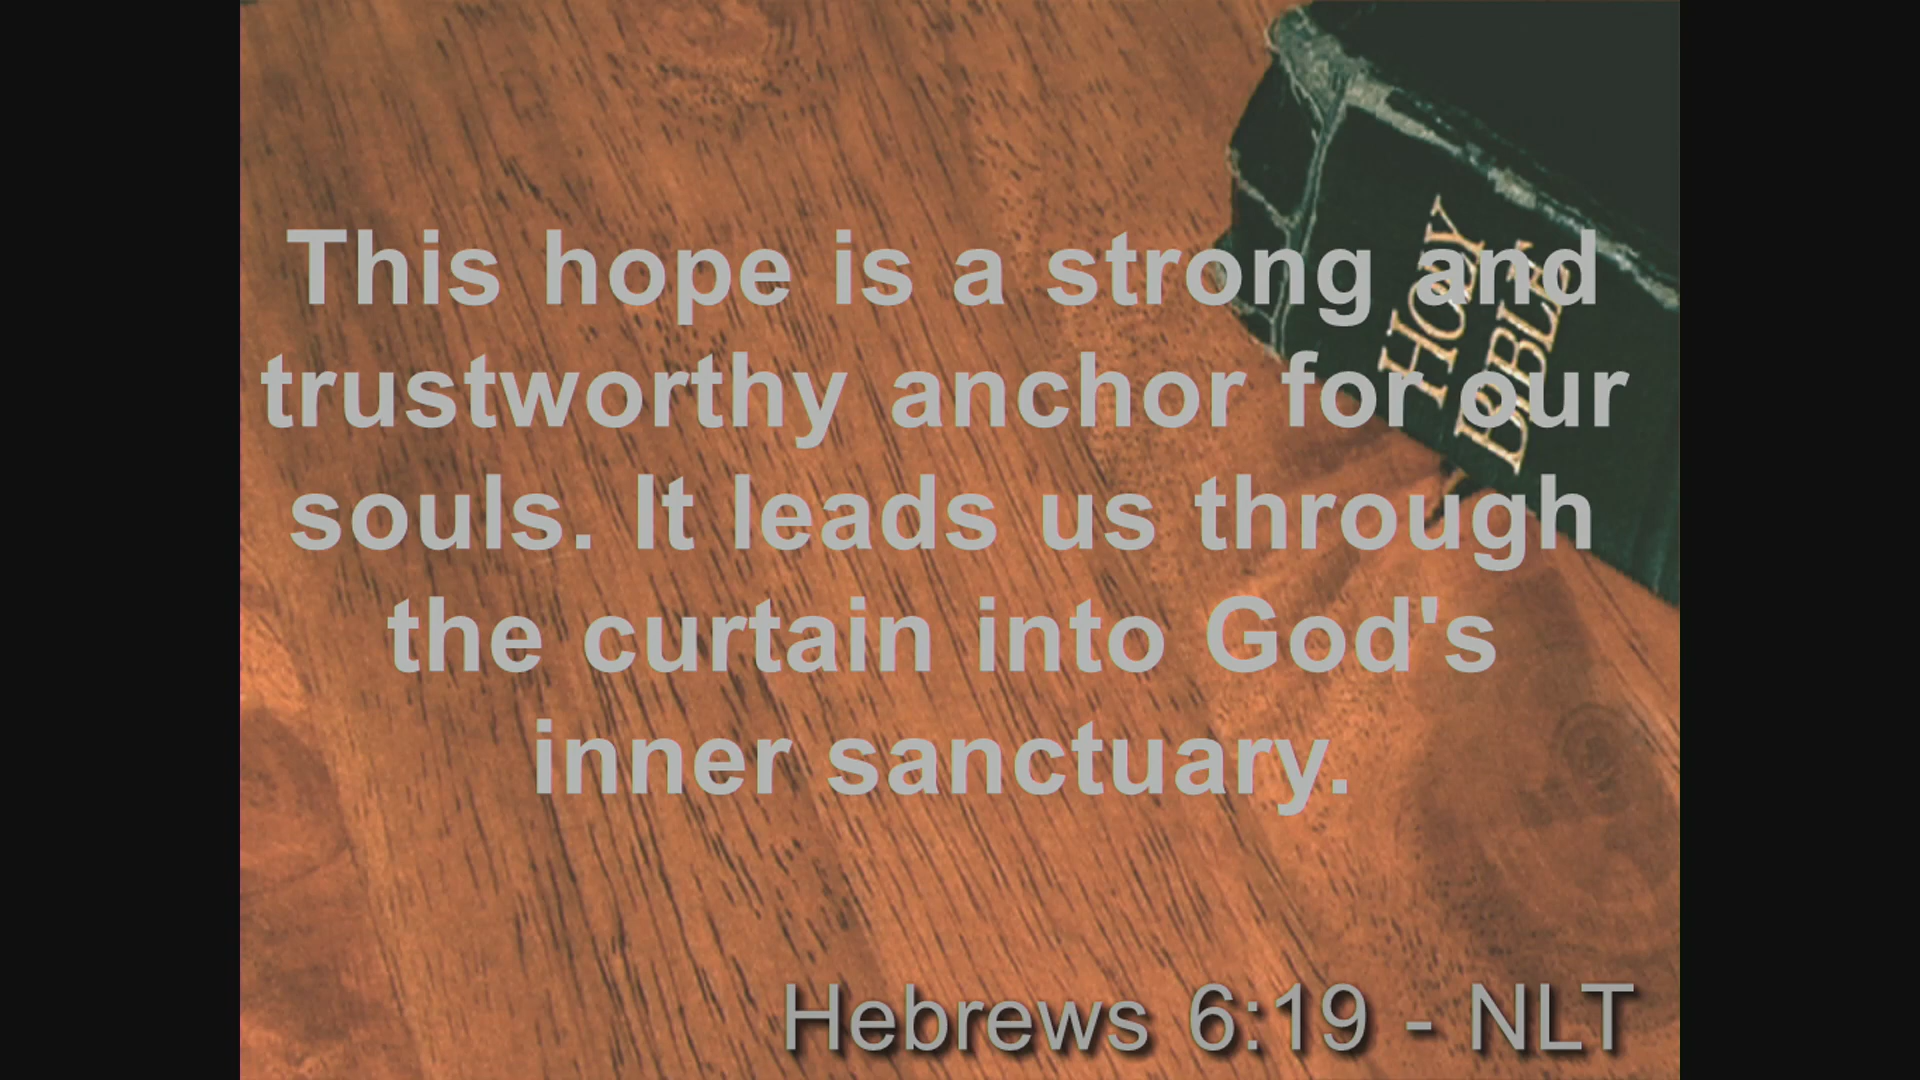 This hope is a strong and
trustworthy anchor for our
souls. It leads us through
the curtain into God's
inner sanctuary.
Hebrews 6:19 - NLT
HOLY
BIBLE